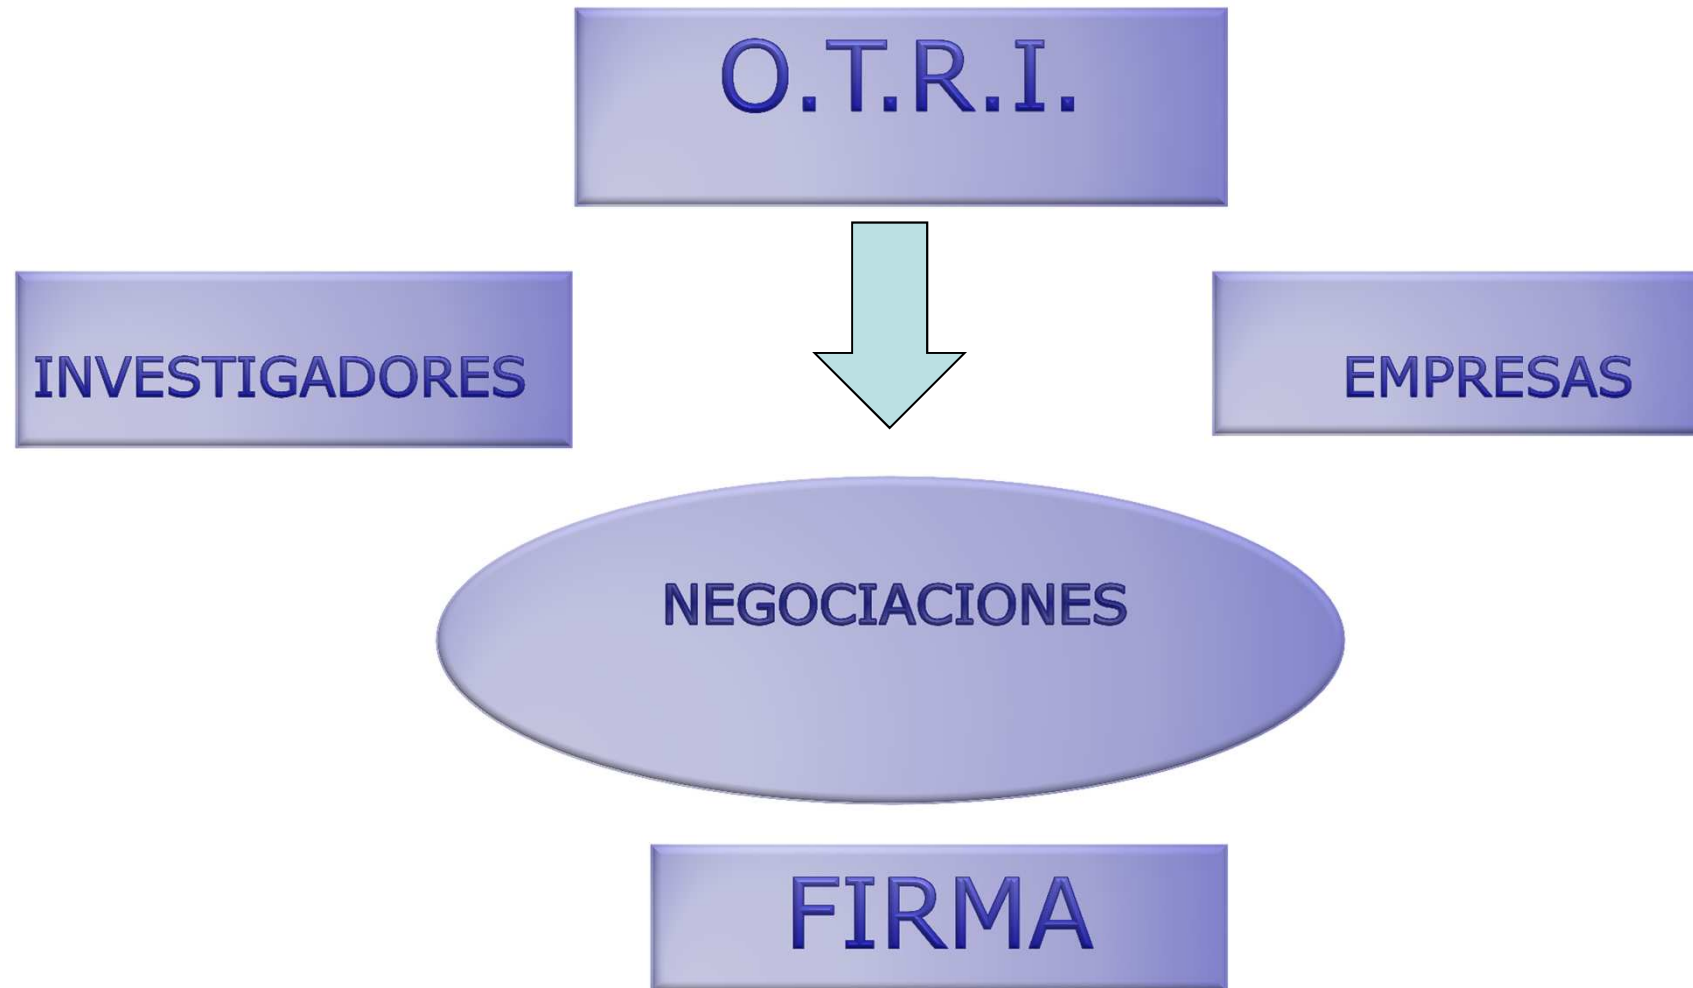 O.T.R.I.
INVESTIGADORES
EMPRESAS
NEGOCIACIONES
FIRMA